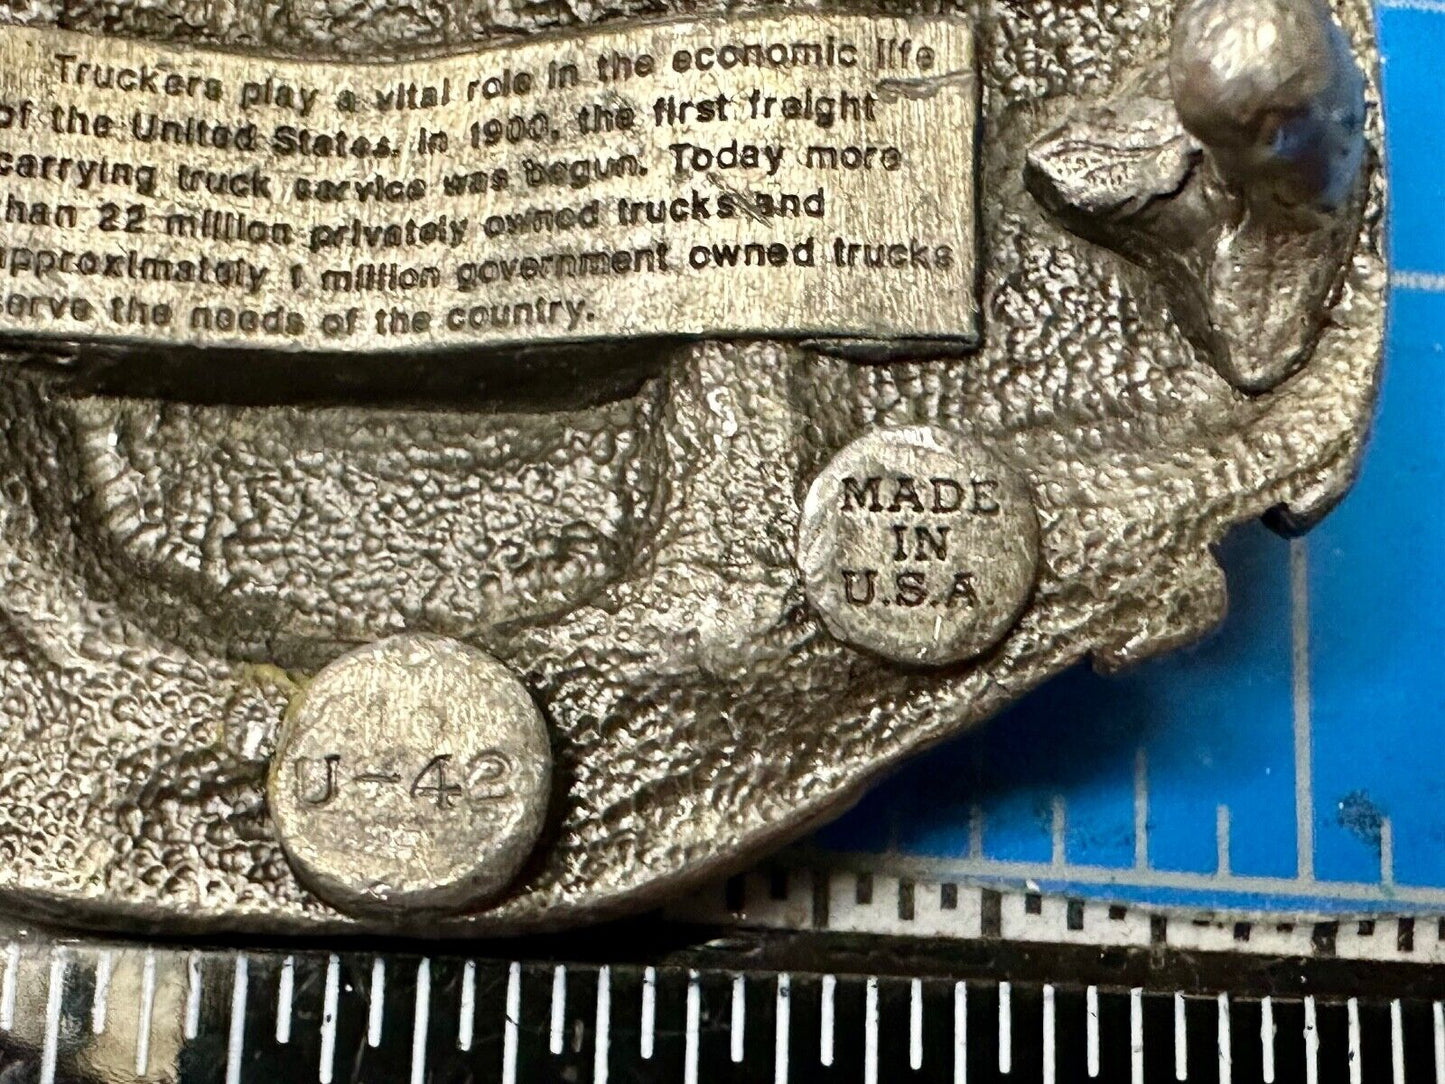 Truckers play a vital role in the economic life
of the United States. In 1900, the first freight
carrying truck service was begun. Today more
han 22 million privately owned trucks and
approximately 1 million government owned trucks
erve the needs of the country.
MADE
IN
U.S.A.
U-42